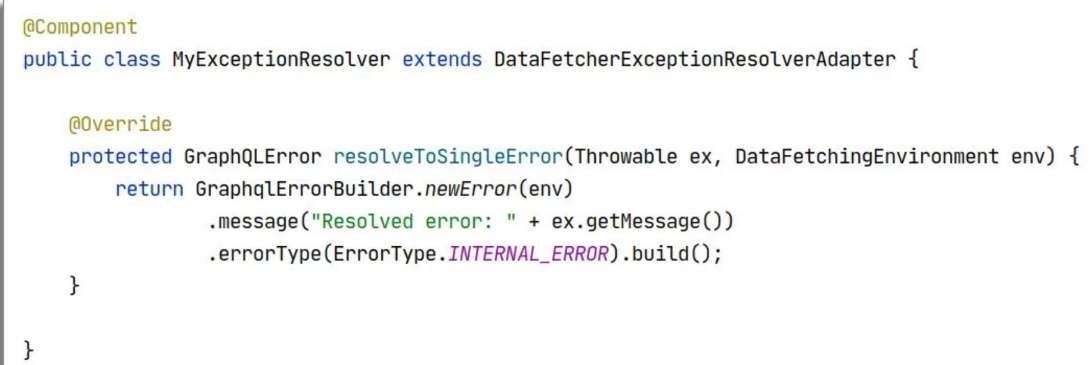 @Component
public class MyExceptionResolver extends DataFetcherExceptionResolverAdapter {
@Override
protected GraphQLError resolveToSingleError(Throwable ex, DataFetchingEnvironment env) {
return GraphqlErrorBuilder.newError(env)
.message("Resolved error: " + ex.getMessage())
.errorType(ErrorType.INTERNAL_ERROR).build();
}
}